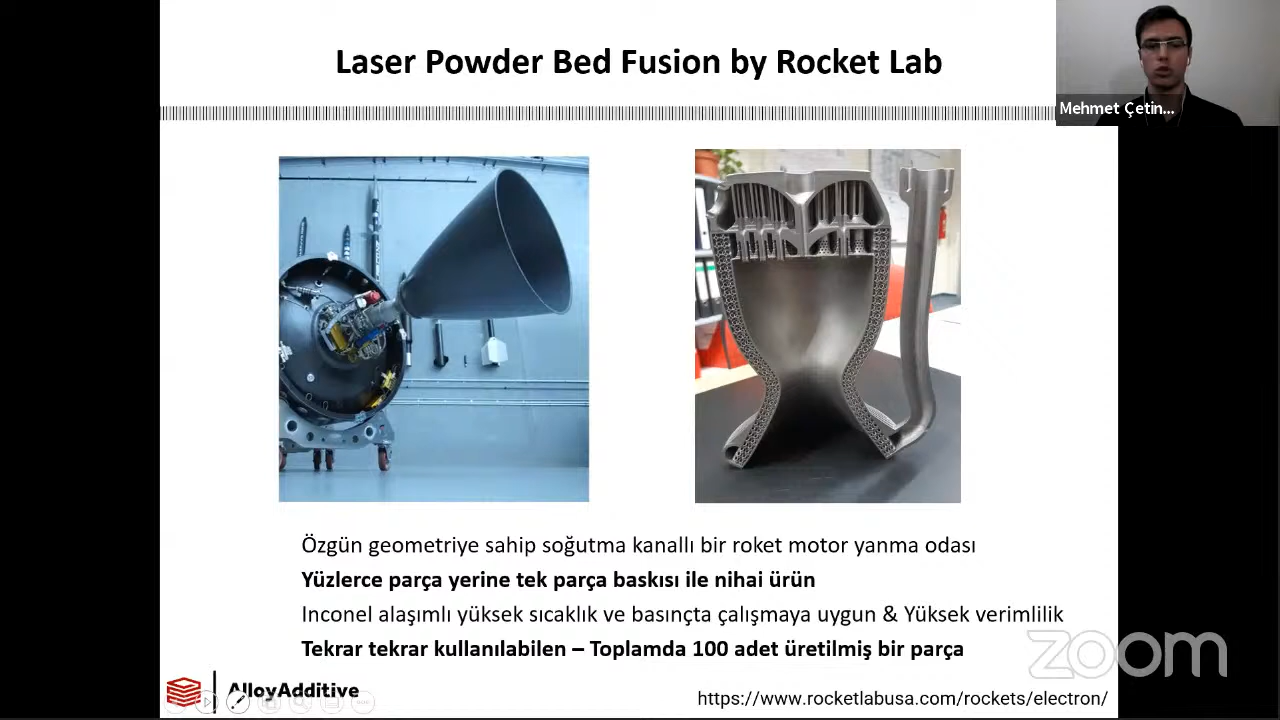 Laser Powder Bed Fusion by Rocket Lab
Mehmet Çetin...
Özgün geometriye sahip soğutma kanallı bir roket motor yanma odası
Yüzlerce parça yerine tek parça baskısı ile nihai ürün
Inconel alaşımlı yüksek sıcaklık ve basınçta çalışmaya uygun & Yüksek verimlilik
Tekrar tekrar kullanılabilen – Toplamda 100 adet üretilmiş bir parça
zoom
AlloyAdditive
https://www.rocketlabusa.com/rockets/electron/